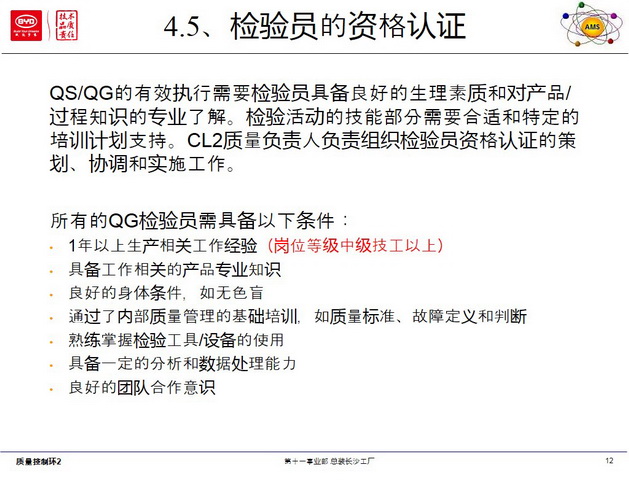 BYD
技术
品质
责任
4.5、检验员的资格认证
AMS
QS/QG的有效执行需要检验员具备良好的生理素质和对产品/
过程知识的专业了解。检验活动的技能部分需要合适和特定的
培训计划支持。CL2质量负责人负责组织检验员资格认证的策
划、协调和实施工作。
所有的QG检验员需具备以下条件：
• 1年以上生产相关工作经验（岗位等级中级技工以上）
• 具备工作相关的产品专业知识
• 良好的身体条件，如无色盲
• 通过了内部质量管理的基础培训，如质量标准、故障定义和判断
• 熟练掌握检验工具/设备的使用
• 具备一定的分析和数据处理能力
• 良好的团队合作意识
质量控制环2
第十一事业部 总装长沙工厂
12